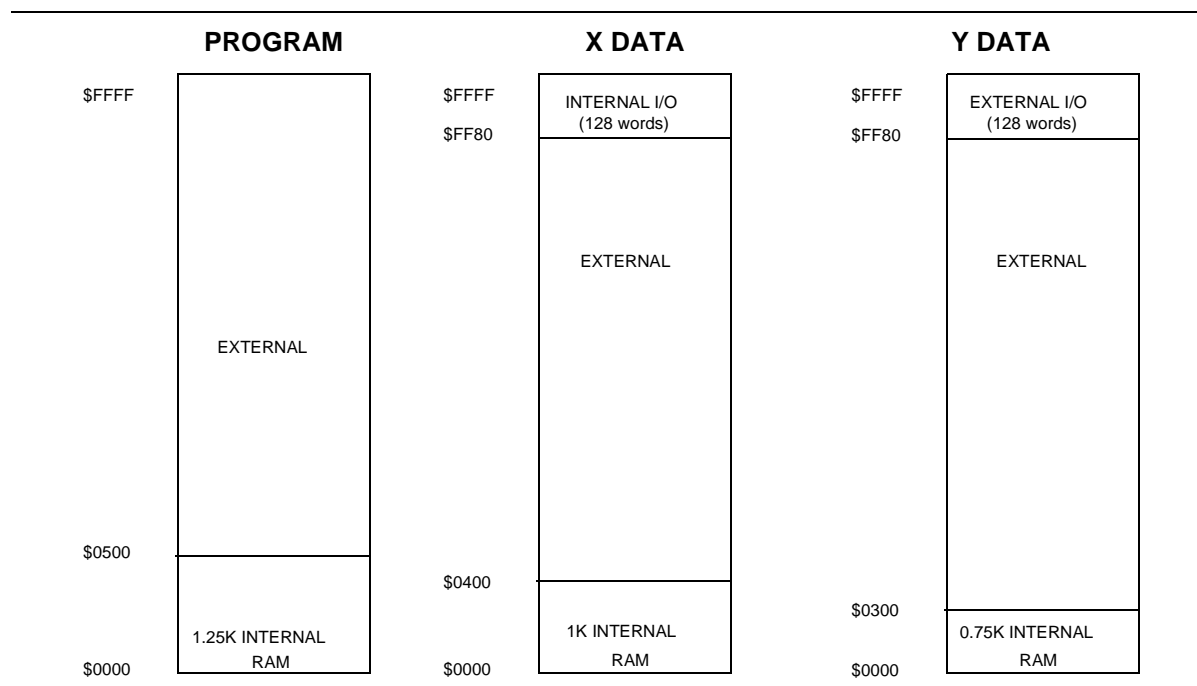 PROGRAM
$FFFF
EXTERNAL
$0500
1.25K INTERNAL
RAM
$0000
X DATA
$FFFF
INTERNAL I/O
(128 words)
$FF80
EXTERNAL
$0400
1K INTERNAL
RAM
$0000
Y DATA
$FFFF
EXTERNAL I/O
(128 words)
$FF80
EXTERNAL
$0300
0.75K INTERNAL
RAM
$0000